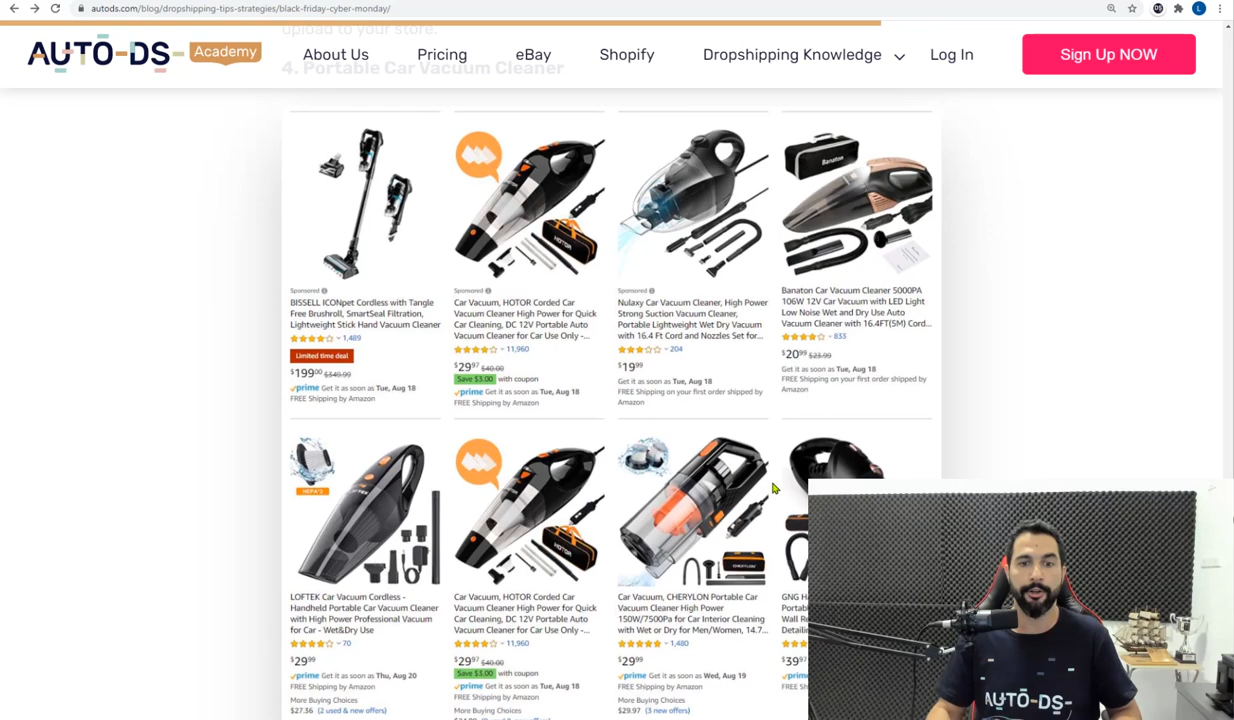 autods.com/blog/dropshipping-tips-strategies/black-friday-cyber-monday/
upload to your store.
AUTO-DS- Academy
About Us
Pricing
eBay
Shopify
Dropshipping Knowledge
Log In
Sign Up NOW
4. Portable Car Vacuum Cleaner
Sponsored
BISSELL ICONpet Cordless with Tangle
Free Brushroll, SmartSeal Filtration,
Lightweight Stick Hand Vacuum Cleaner
1,489
Limited time deal
$199.00 $349.99
prime Get it as soon as Tue, Aug 18
FREE Shipping by Amazon
HOTOR
Sponsored
Car Vacuum, HOTOR Corded Car
Vacuum Cleaner High Power for Quick
Car Cleaning, DC 12V Portable Auto
Vacuum Cleaner for Car Use Only -...
11,960
$29.97 $40.00
Save $3.00 with coupon
prime Get it as soon as Tue, Aug 18
FREE Shipping by Amazon
Sponsored
Nulaxy Car Vacuum Cleaner, High Power
Strong Suction Vacuum Cleaner,
Portable Lightweight Wet Dry Vacuum
with 16.4 Ft Cord and Nozzles Set for...
204
$19.99
Get it as soon as Tue, Aug 18
FREE Shipping on your first order shipped by
Amazon
Banaton
Banaton Car Vacuum Cleaner 5000PA
106W 12V Car Vacuum with LED Light
Low Noise Wet and Dry Use Auto
Vacuum Cleaner with 16.4FT(5M) Cord...
833
$20.99 $23.99
Get it as soon as Tue, Aug 18
FREE Shipping on your first order shipped by
Amazon
HEPA*2
LOFTEK
LOFTEK Car Vacuum Cordless -
Handheld Portable Car Vacuum Cleaner
with High Power Professional Vacuum
for Car - Wet&Dry Use
70
$29.99
prime Get it as soon as Thu, Aug 20
FREE Shipping by Amazon
More Buying Choices
$27.36 (2 used & new offers)
HOTOR
Car Vacuum, HOTOR Corded Car
Vacuum Cleaner High Power for Quick
Car Cleaning, DC 12V Portable Auto
Vacuum Cleaner for Car Use Only -...
11,960
$29.97 $40.00
Save $3.00 with coupon
prime Get it as soon as Tue, Aug 18
FREE Shipping by Amazon
More Buying Choices
CHERYLON
Car Vacuum, CHERYLON Portable Car
Vacuum Cleaner High Power
150W/7500Pa for Car Interior Cleaning
with Wet or Dry for Men/Women, 14.7...
1,480
$29.99
prime Get it as soon as Wed, Aug 19
FREE Shipping by Amazon
More Buying Choices
$29.97 (3 new offers)
GNG H
Portab
Wall Re
Detailin
$39.97
prime
FREE Sh
AUTO-DS